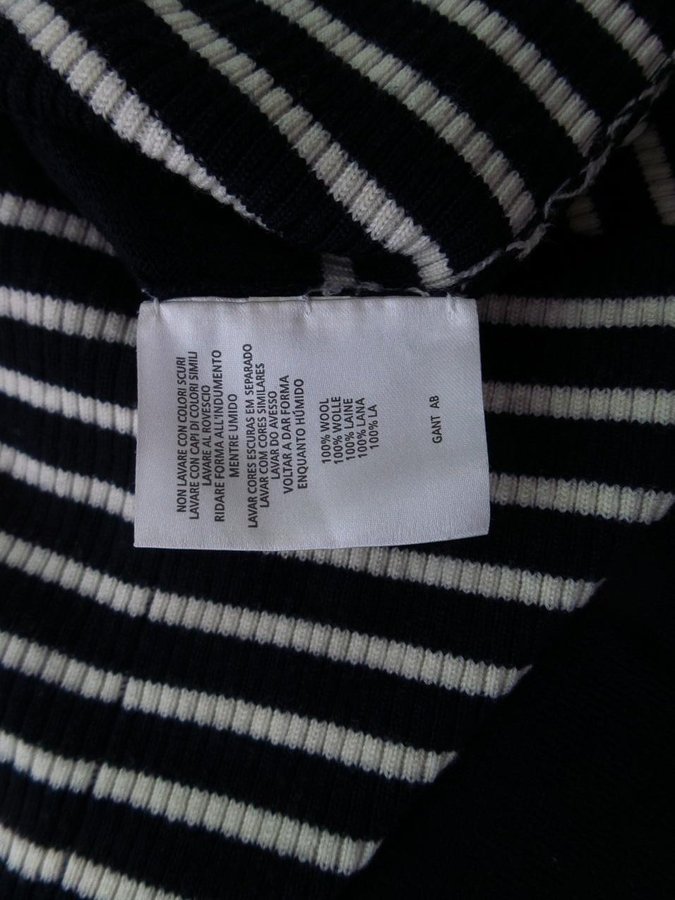 NON LAVARE CON COLORI SCURI
LAVARE CON CAPI DI COLORI SIMILI
LAVARE AL ROVESCIO
RIDARE FORMA ALL'INDUMENTO
MENTRE UMIDO
LAVAR CORES ESCURAS EM SEPARADO
LAVAR COM CORES SIMILARES
LAVAR DO AVESSO
VOLTAR A DAR FORMA
ENQUANTO HÚMIDO
100% WOOL
100% WOLLE
100% LAINE
100% LANA
100% LA
GANT AB